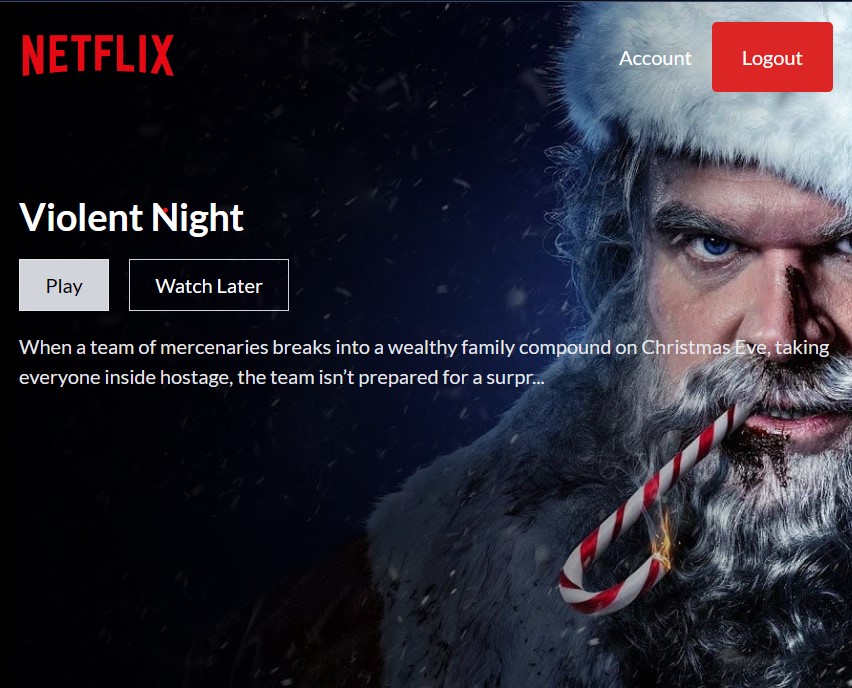 NETFLIX
Account
Logout
Violent Night
Play
Watch Later
When a team of mercenaries breaks into a wealthy family compound on Christmas Eve, taking
everyone inside hostage, the team isn’t prepared for a surpr...